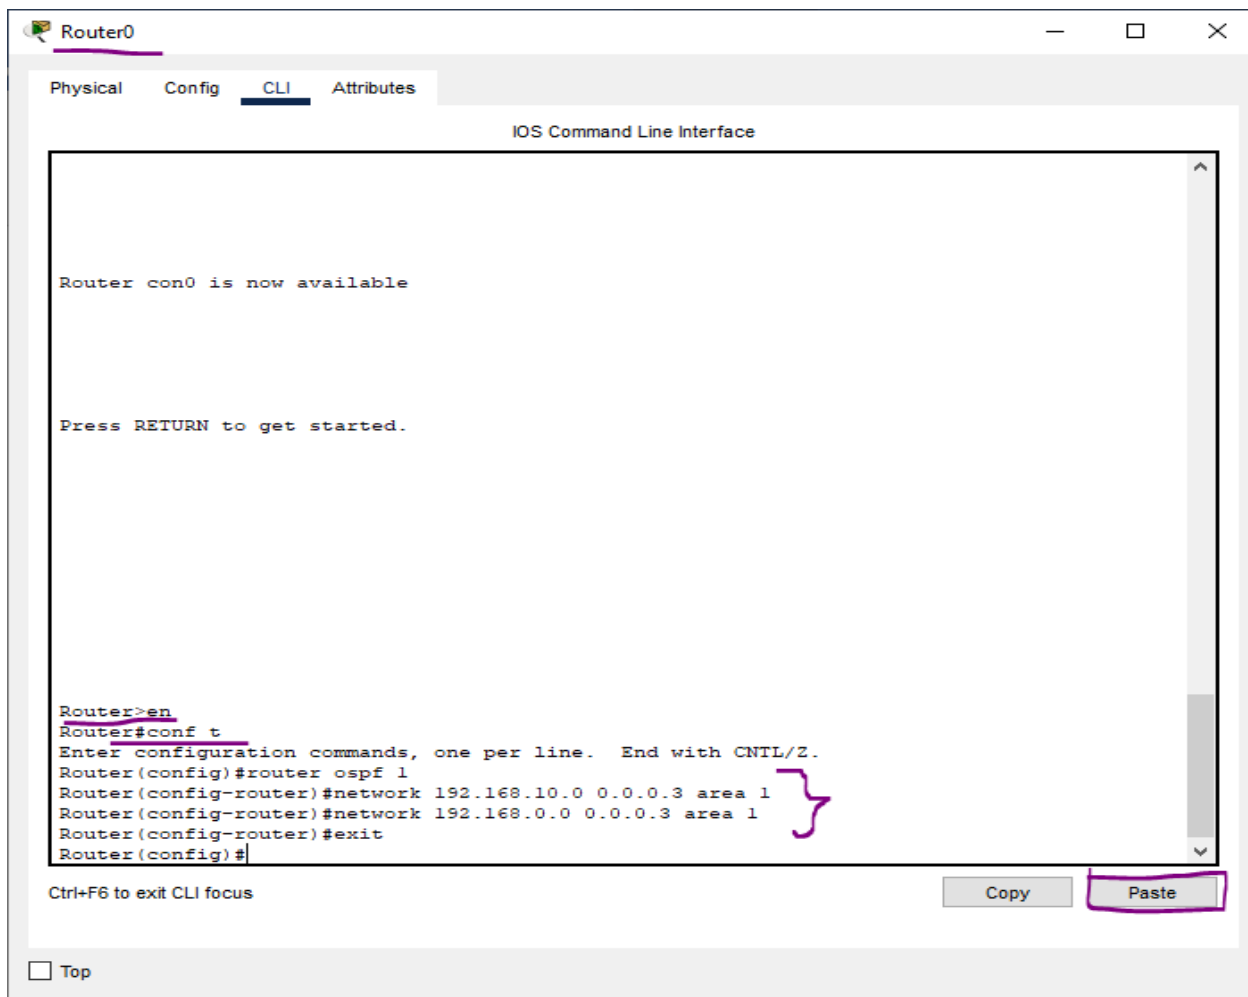 Router0
Physical Config CLI Attributes
IOS Command Line Interface
Router con0 is now available
Press RETURN to get started.
Router>en
Router#conf t
Enter configuration commands, one per line.  End with CNTL/Z.
Router(config)#router ospf 1
Router(config-router)#network 192.168.10.0 0.0.0.3 area 1
Router(config-router)#network 192.168.0.0 0.0.0.3 area 1
Router(config-router)#exit
Router(config)#
Ctrl+F6 to exit CLI focus
Copy Paste
Top